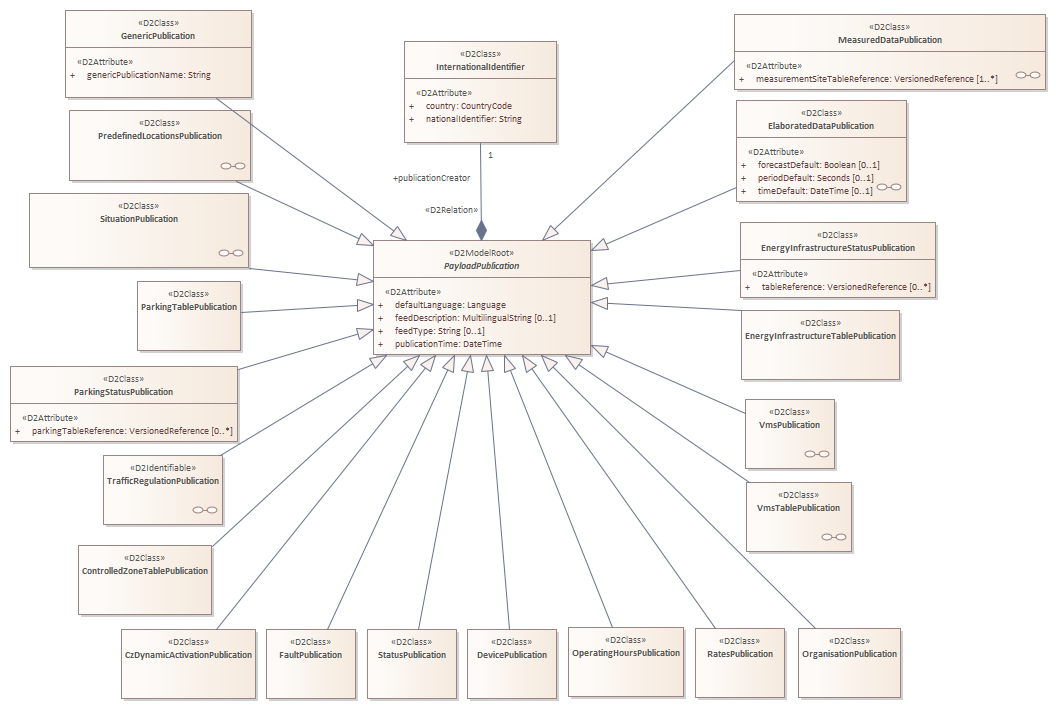 «D2Class»
GenericPublication
«D2Attribute»
+ genericPublicationName: String
«D2Class»
PredefinedLocationsPublication
«D2Class»
SituationPublication
«D2Class»
ParkingTablePublication
«D2Class»
ParkingStatusPublication
«D2Attribute»
+ parkingTableReference: VersionedReference [0..*]
«D2Identifiable»
TrafficRegulationPublication
«D2Class»
ControlledZoneTablePublication
«D2Class»
InternationalIdentifier
«D2Attribute»
+ country: CountryCode
+ nationalIdentifier: String
1
+publicationCreator
«D2Relation»
«D2ModelRoot»
PayloadPublication
«D2Attribute»
+ defaultLanguage: Language
+ feedDescription: MultilingualString [0..1]
+ feedType: String [0..1]
+ publicationTime: DateTime
«D2Class»
MeasuredDataPublication
«D2Attribute»
+ measurementSiteTableReference: VersionedReference [1..*]
«D2Class»
ElaboratedDataPublication
«D2Attribute»
+ forecastDefault: Boolean [0..1]
+ periodDefault: Seconds [0..1]
+ timeDefault: DateTime [0..1]
«D2Class»
EnergyInfrastructureStatusPublication
«D2Attribute»
+ tableReference: VersionedReference [0..*]
«D2Class»
EnergyInfrastructureTablePublication
«D2Class»
VmsPublication
«D2Class»
VmsTablePublication
«D2Class»
CzDynamicActivationPublication
«D2Class»
FaultPublication
«D2Class»
StatusPublication
«D2Class»
DevicePublication
«D2Class»
OperatingHoursPublication
«D2Class»
RatesPublication
«D2Class»
OrganisationPublication